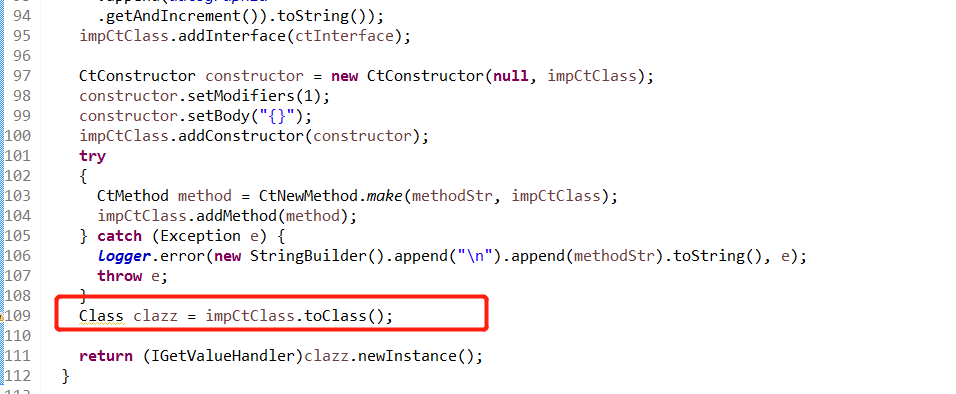 94 .getAndIncrement()).toString());
95 impCtClass.addInterface(ctInterface);
96
97 CtConstructor constructor = new CtConstructor(null, impCtClass);
98 constructor.setModifiers(1);
99 constructor.setBody("{}");
100 impCtClass.addConstructor(constructor);
101 try
102 {
103 CtMethod method = CtNewMethod.make(methodStr, impCtClass);
104 impCtClass.addMethod(method);
105 } catch (Exception e) {
106 logger.error(new StringBuilder().append("\n").append(methodStr).toString(), e);
107 throw e;
108 }
109 Class clazz = impCtClass.toClass();
110
111 return (IGetValueHandler)clazz.newInstance();
112 }